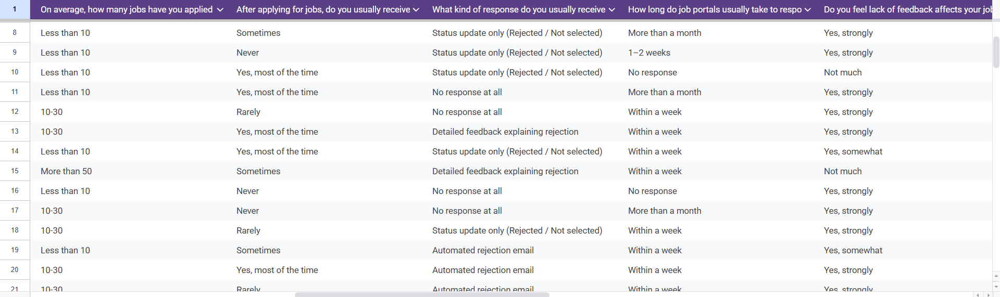 1 On average, how many jobs have you applied After applying for jobs, do you usually receive What kind of response do you usually receive How long do job portals usually take to respo Do you feel lack of feedback affects your job
8 Less than 10 Sometimes Status update only (Rejected / Not selected) More than a month Yes, strongly
9 Less than 10 Never Status update only (Rejected / Not selected) 1–2 weeks Yes, strongly
10 Less than 10 Yes, most of the time Status update only (Rejected / Not selected) No response Not much
11 Less than 10 Yes, most of the time No response at all More than a month Yes, strongly
12 10-30 Rarely No response at all Within a week Yes, strongly
13 10-30 Yes, most of the time Detailed feedback explaining rejection Within a week Yes, strongly
14 Less than 10 Yes, most of the time Status update only (Rejected / Not selected) Within a week Yes, somewhat
15 More than 50 Sometimes Detailed feedback explaining rejection Within a week Not much
16 Less than 10 Never No response at all No response Yes, strongly
17 10-30 Never No response at all More than a month Yes, strongly
18 10-30 Rarely Status update only (Rejected / Not selected) Within a week Yes, strongly
19 Less than 10 Sometimes Automated rejection email Within a week Yes, somewhat
20 10-30 Yes, most of the time Automated rejection email Within a week Yes, strongly
21 10-30 Rarely Automated rejection email Within a week Yes, strongly